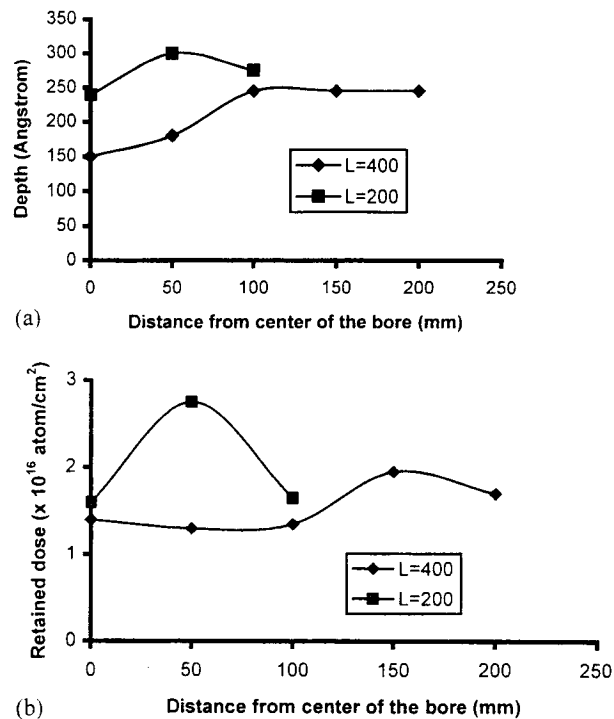 350
300
250
200
150
100
50
0
Depth (Angstrom)
L=400
L=200
0 50 100 150 200 250
(a)
Distance from center of the bore (mm)
3
2
1
0
Retained dose (x 10¹⁶ atom/cm²)
L=400
L=200
0 50 100 150 200 250
(b)
Distance from center of the bore (mm)